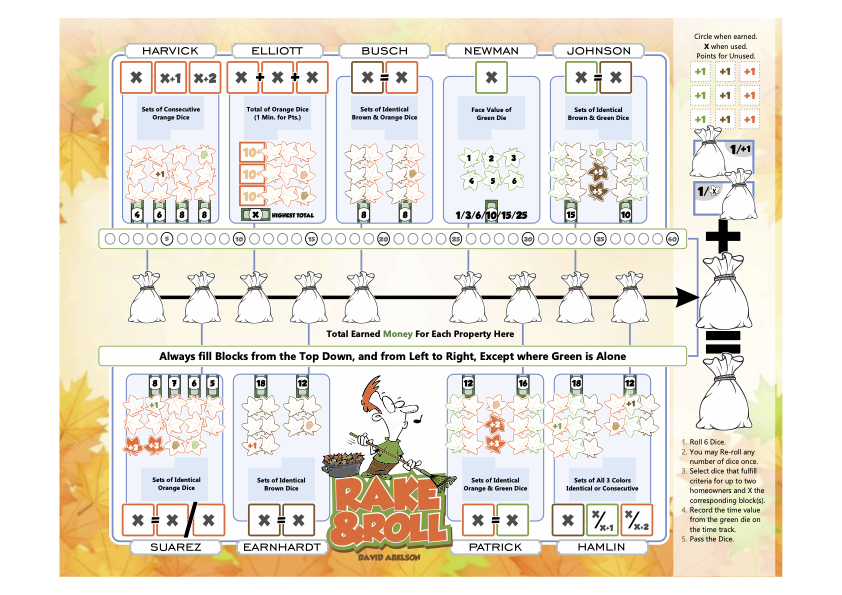 HARVICK
ELLIOTT
BUSCH
NEWMAN
JOHNSON
X X+1 X+2
X + X + X
X = X
X
X = X
Sets of Consecutive
Orange Dice
Total of Orange Dice
(1 Min. for Pts.)
Sets of Identical
Brown & Orange Dice
Face Value of
Green Die
Sets of Identical
Brown & Green Dice
+1
10+
10+
10+
1 2 3
4 5 6
4 6 8 8
X HIGHEST TOTAL
8 8
1/3/6/10/15/25
15 10
5 10 15 20 25 30 35 40
Total Earned Money For Each Property Here
Always fill Blocks from the Top Down, and from Left to Right, Except where Green is Alone
8 7 6 5
18 12
12 16
18 12
+1
+1
+1
+1
Sets of Identical
Orange Dice
Sets of Identical
Brown Dice
Sets of Identical
Orange & Green Dice
Sets of All 3 Colors
Identical or Consecutive
X = X / X
X = X
X = X
X X/X+1 X/X+2
SUAREZ
EARNHARDT
PATRICK
HAMLIN
RAKE
&ROLL
DAVID ABELSON
Circle when earned.
X when used.
Points for Unused.
+1 +1 +1
+1 +1 +1
+1 +1 +1
1/+1
1/X
+
=
1. Roll 6 Dice.
2. You may Re-roll any
number of dice once.
3. Select dice that fulfill
criteria for up to two
homeowners and X the
corresponding block(s).
4. Record the time value
from the green die on
the time track.
5. Pass the Dice.